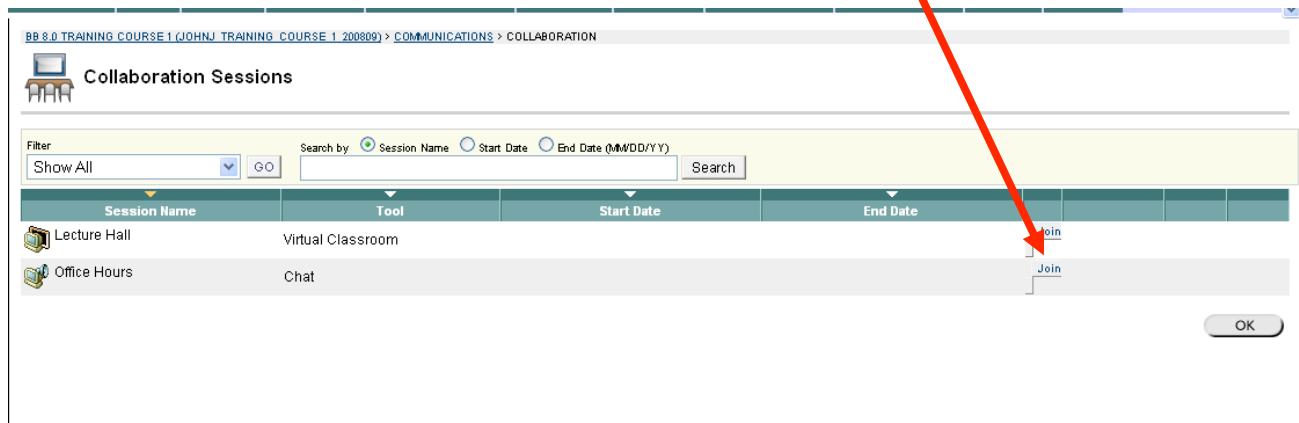 BB 8.0 TRAINING COURSE 1 (JOHNJ_TRAINING_COURSE_1_200809) > COMMUNICATIONS > COLLABORATION
Collaboration Sessions
Filter
Search by Session Name Start Date End Date (MM/DD/YY)
Show All GO Search
Session Name Tool Start Date End Date
Lecture Hall Virtual Classroom Join
Office Hours Chat Join
OK